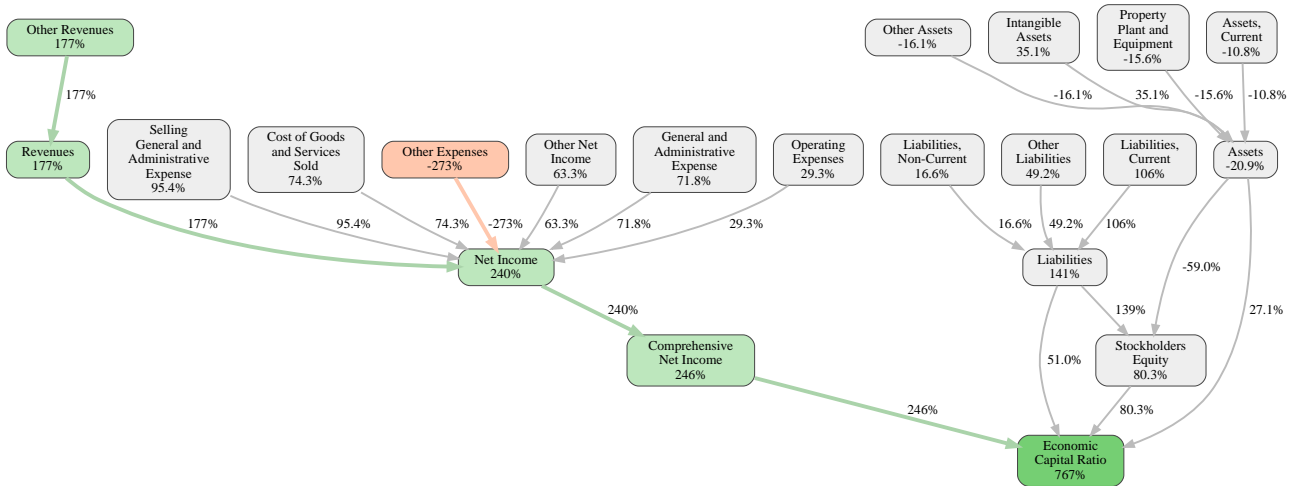 Other Revenues
177%
Other Assets
-16.1%
Intangible
Assets
35.1%
Property
Plant and
Equipment
-15.6%
Assets,
Current
-10.8%
177%
-16.1%
35.1%
-15.6%
-10.8%
Revenues
177%
Selling
General and
Administrative
Expense
95.4%
Cost of Goods
and Services
Sold
74.3%
Other Expenses
-273%
Other Net
Income
63.3%
General and
Administrative
Expense
71.8%
Operating
Expenses
29.3%
Liabilities,
Non-Current
16.6%
Other
Liabilities
49.2%
Liabilities,
Current
106%
Assets
-20.9%
177%
95.4%
74.3%
-273%
63.3%
71.8%
29.3%
16.6%
49.2%
106%
Net Income
240%
Liabilities
141%
-59.0%
240%
139%
27.1%
Comprehensive
Net Income
246%
51.0%
Stockholders
Equity
80.3%
246%
80.3%
Economic
Capital Ratio
767%